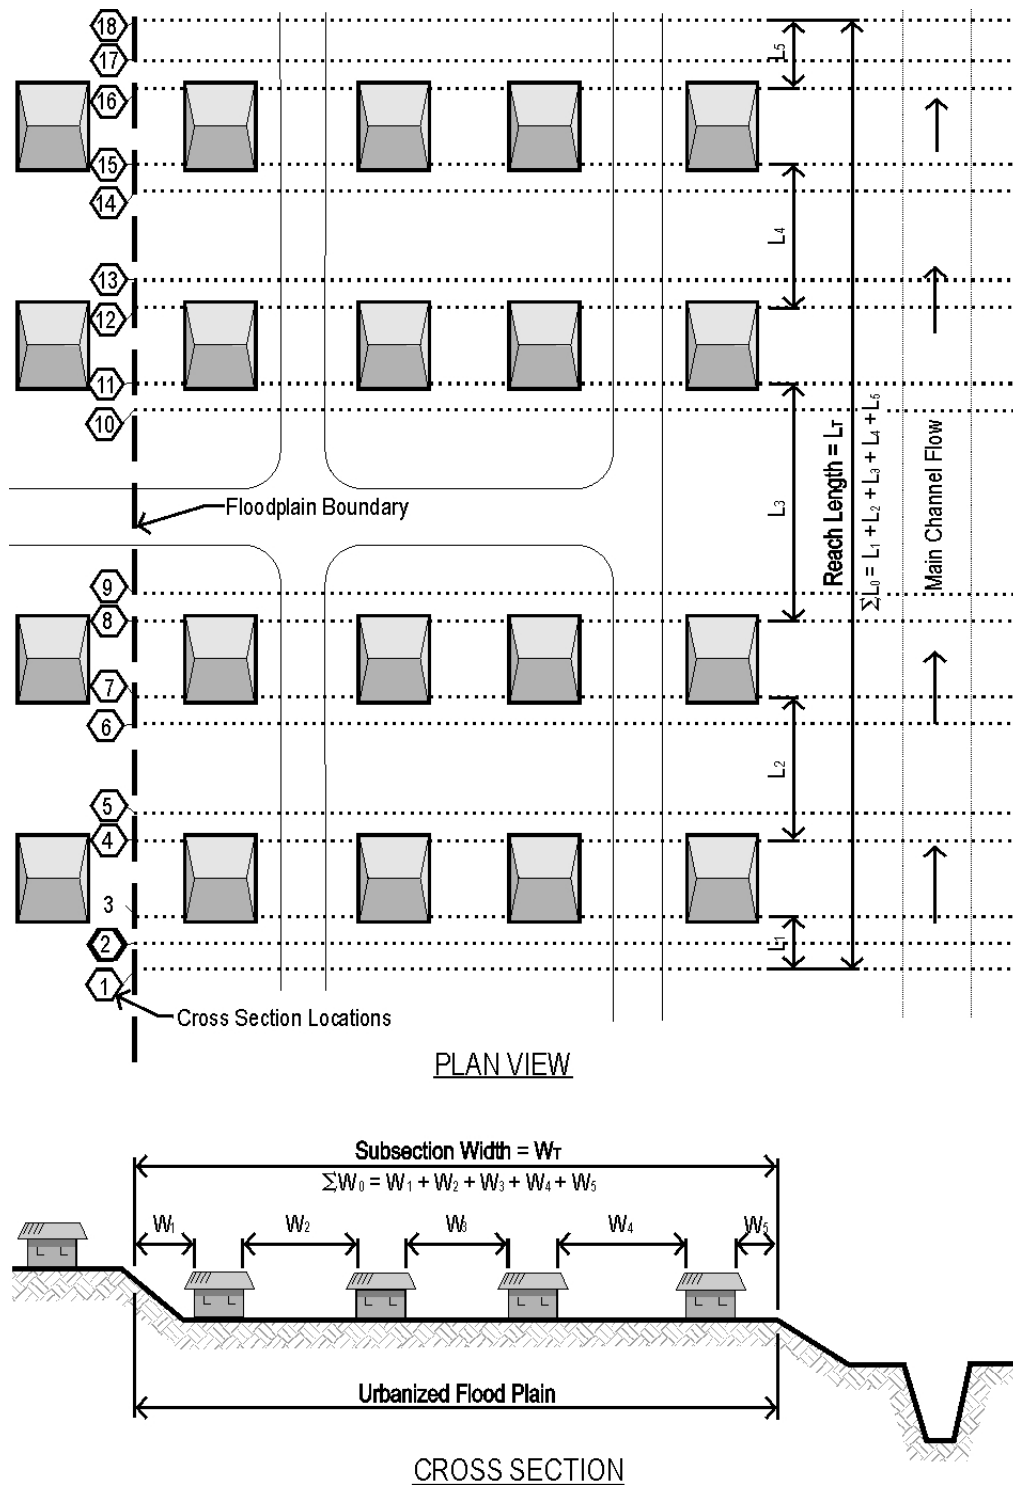 18
17
L5
16
15
14
L4
13
12
11
10
Reach Length = LT
ΣL0 = L1 + L2 + L3 + L4 + L5
Main Channel Flow
L3
Floodplain Boundary
9
8
7
6
L2
5
4
3
2
L1
1
Cross Section Locations
PLAN VIEW
Subsection Width = WT
ΣW0 = W1 + W2 + W3 + W4 + W5
W1 W2 W3 W4 W5
Urbanized Flood Plain
CROSS SECTION